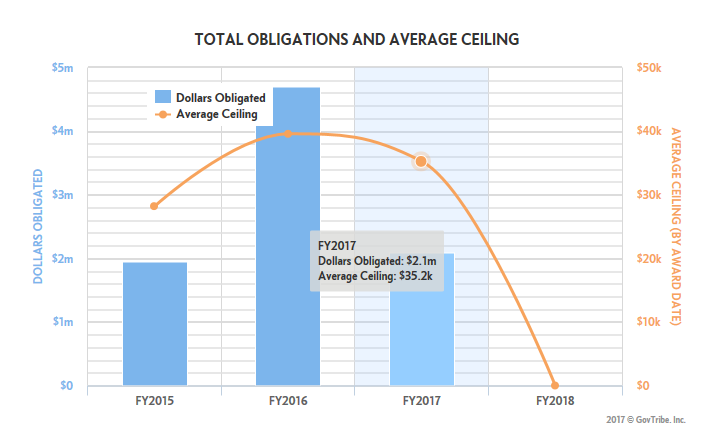 TOTAL OBLIGATIONS AND AVERAGE CEILING
$5m
$50k
Dollars Obligated
Average Ceiling
$4m
$40k
$3m
$30k
DOLLARS OBLIGATED
AVERAGE CEILING (BY AWARD DATE)
FY2017
Dollars Obligated: $2.1m
Average Ceiling: $35.2k
$2m
$20k
$1m
$10k
$0
$0
FY2015
FY2016
FY2017
FY2018
2017 © GovTribe. Inc.